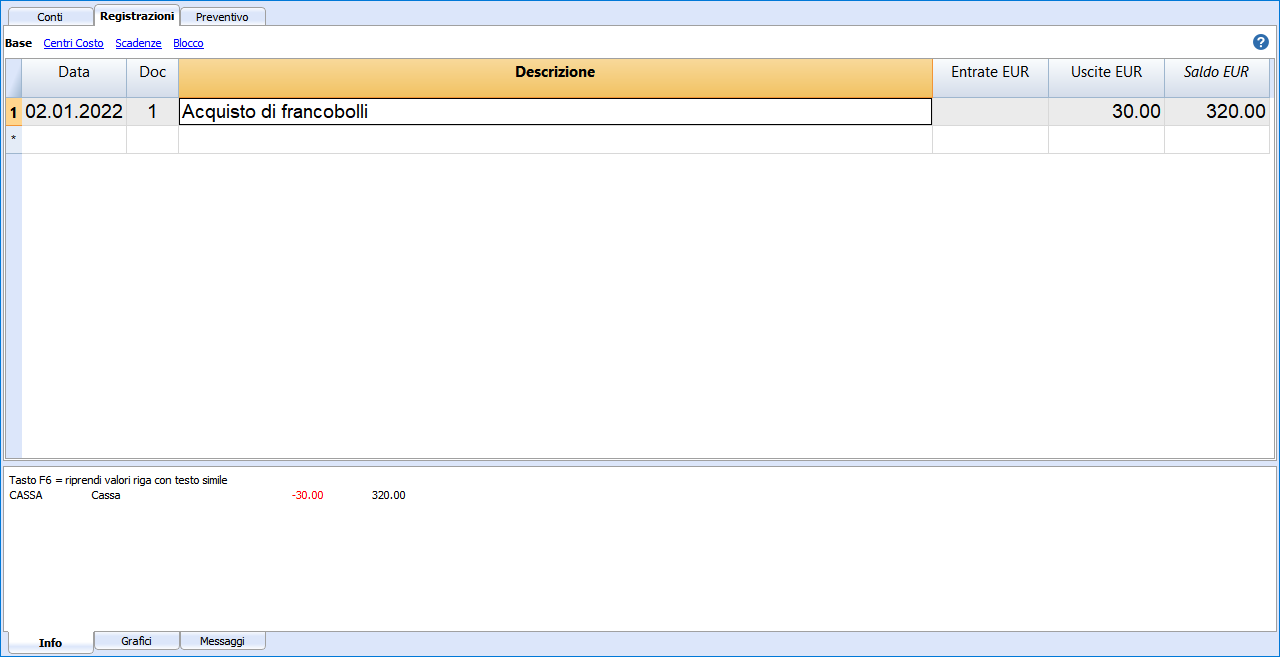 Conti Registrazioni Preventivo
Base Centri Costo Scadenze Blocco ?
Data Doc Descrizione Entrate EUR Uscite EUR Saldo EUR
1 02.01.2022 1 Acquisto di francobolli 30.00 320.00
*
Tasto F6 = riprendi valori riga con testo simile
CASSA Cassa -30.00 320.00
Info Grafici Messaggi